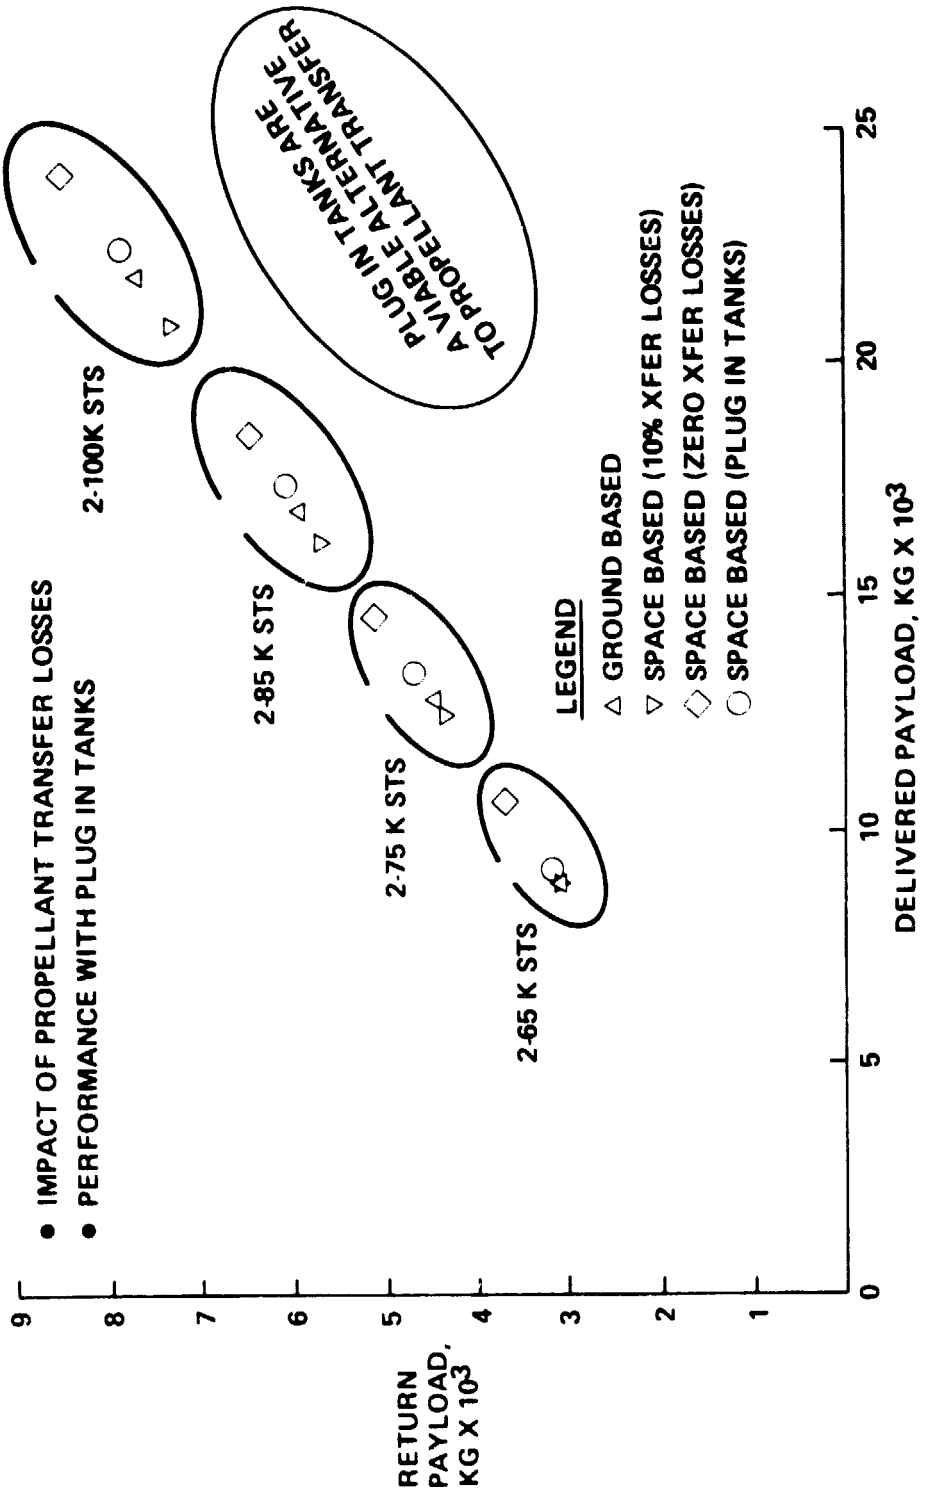 • IMPACT OF PROPELLANT TRANSFER LOSSES
• PERFORMANCE WITH PLUG IN TANKS
9
8
7
6
5
4
3
2
1
0
5
10
15
20
25
RETURN
PAYLOAD,
KG X 10³
DELIVERED PAYLOAD, KG X 10³
2-100K STS
2-85 K STS
2-75 K STS
2-65 K STS
PLUG IN TANKS ARE
A VIABLE ALTERNATIVE
TO PROPELLANT TRANSFER
LEGEND
△ GROUND BASED
▽ SPACE BASED (10% XFER LOSSES)
◇ SPACE BASED (ZERO XFER LOSSES)
○ SPACE BASED (PLUG IN TANKS)